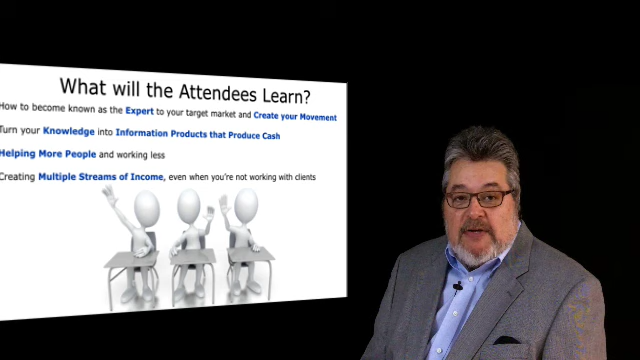 What will the Attendees Learn?
How to become known as the Expert to your target market and Create your Movement
Turn your Knowledge into Information Products that Produce Cash
Helping More People and working less
Creating Multiple Streams of Income, even when you're not working with clients